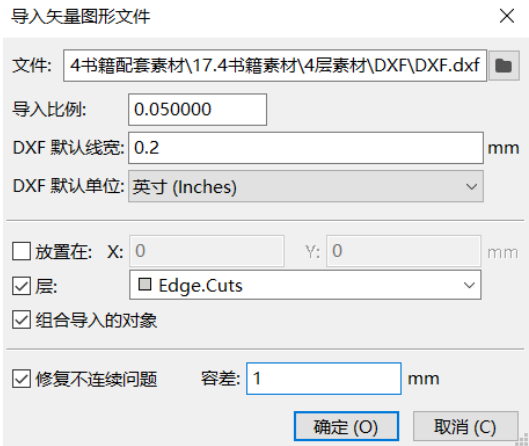 导入矢量图形文件
文件: 4书籍配套素材\17.4书籍素材\4层素材\DXF\DXF.dxf
导入比例: 0.050000
DXF 默认线宽: 0.2 mm
DXF 默认单位: 英寸 (Inches)
放置在: X: 0 Y: 0 mm
层: Edge.Cuts
组合导入的对象
修复不连续问题 容差: 1 mm
确定 (O) 取消 (C)